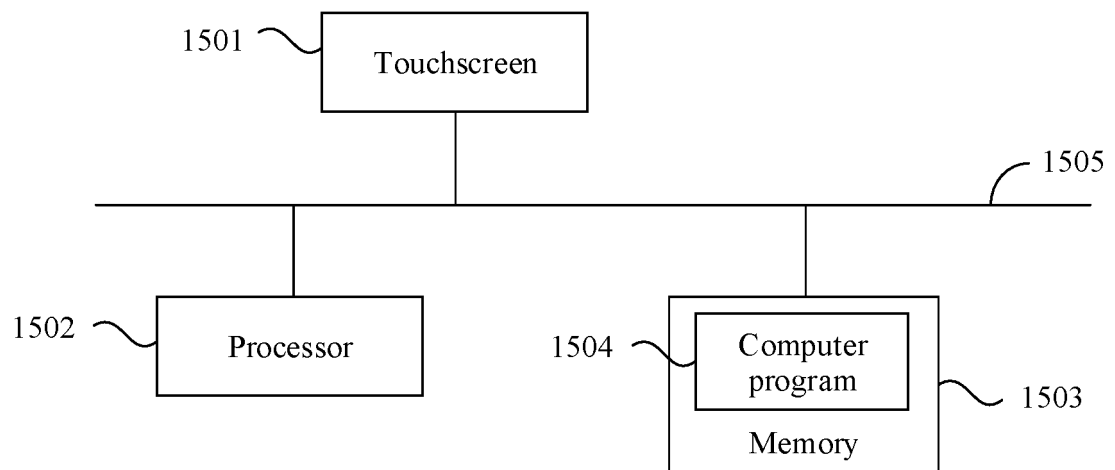 1501
Touchscreen
1505
1502
Processor
1504
Computer
program
1503
Memory